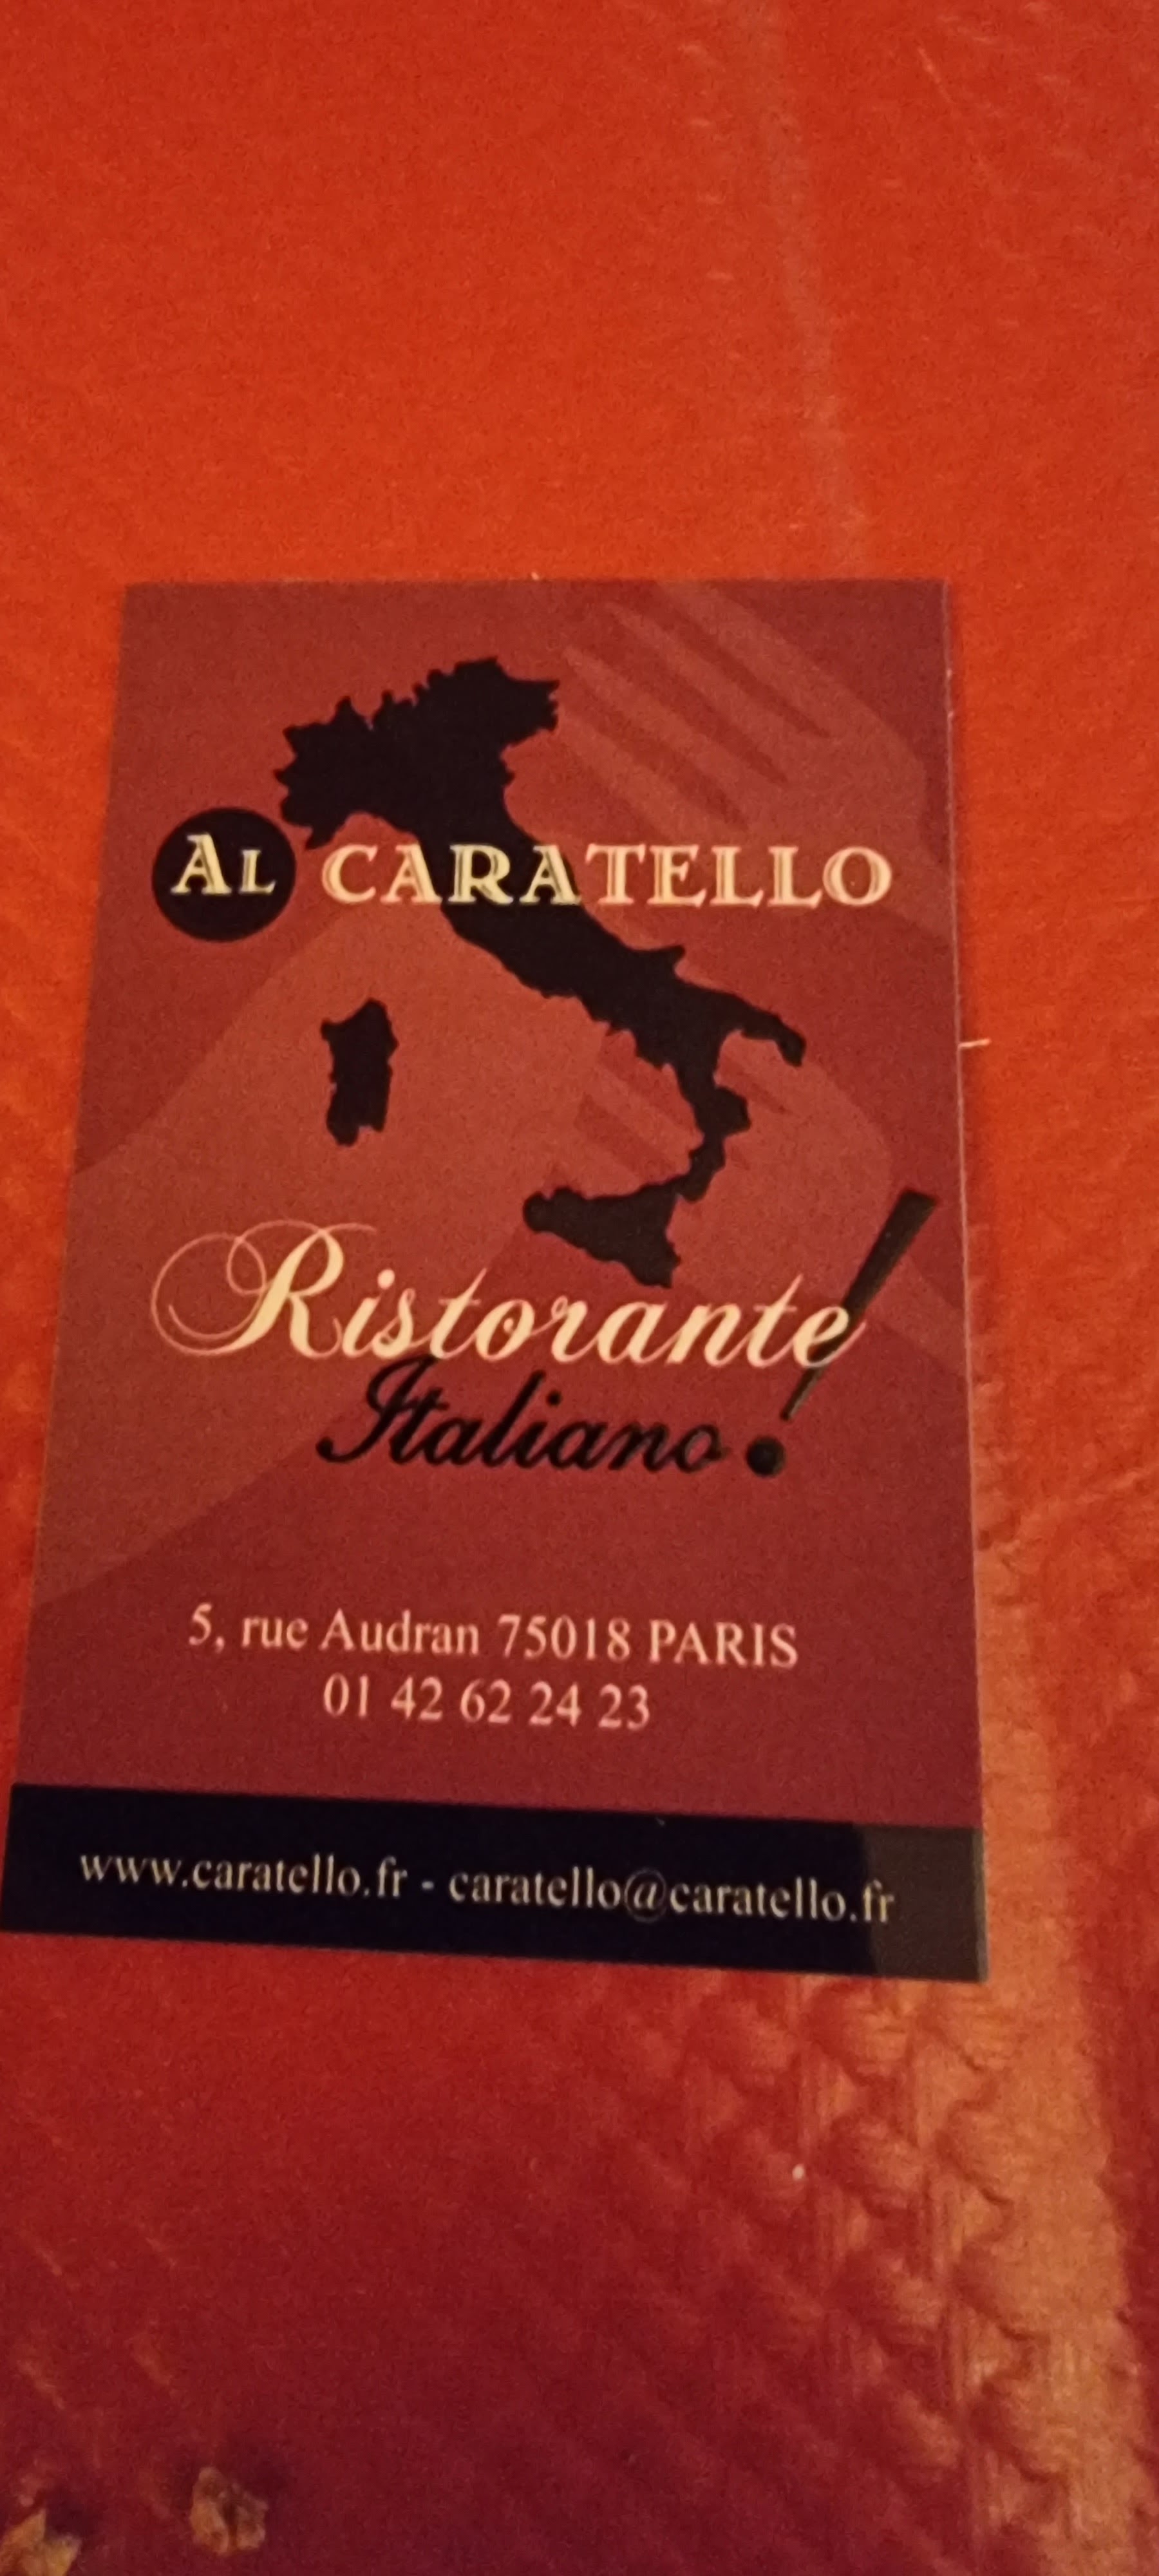 AL CARATELLO
Ristorante
Italiano !
5, rue Audran 75018 PARIS
01 42 62 24 23
www.caratello.fr - caratello@caratello.fr